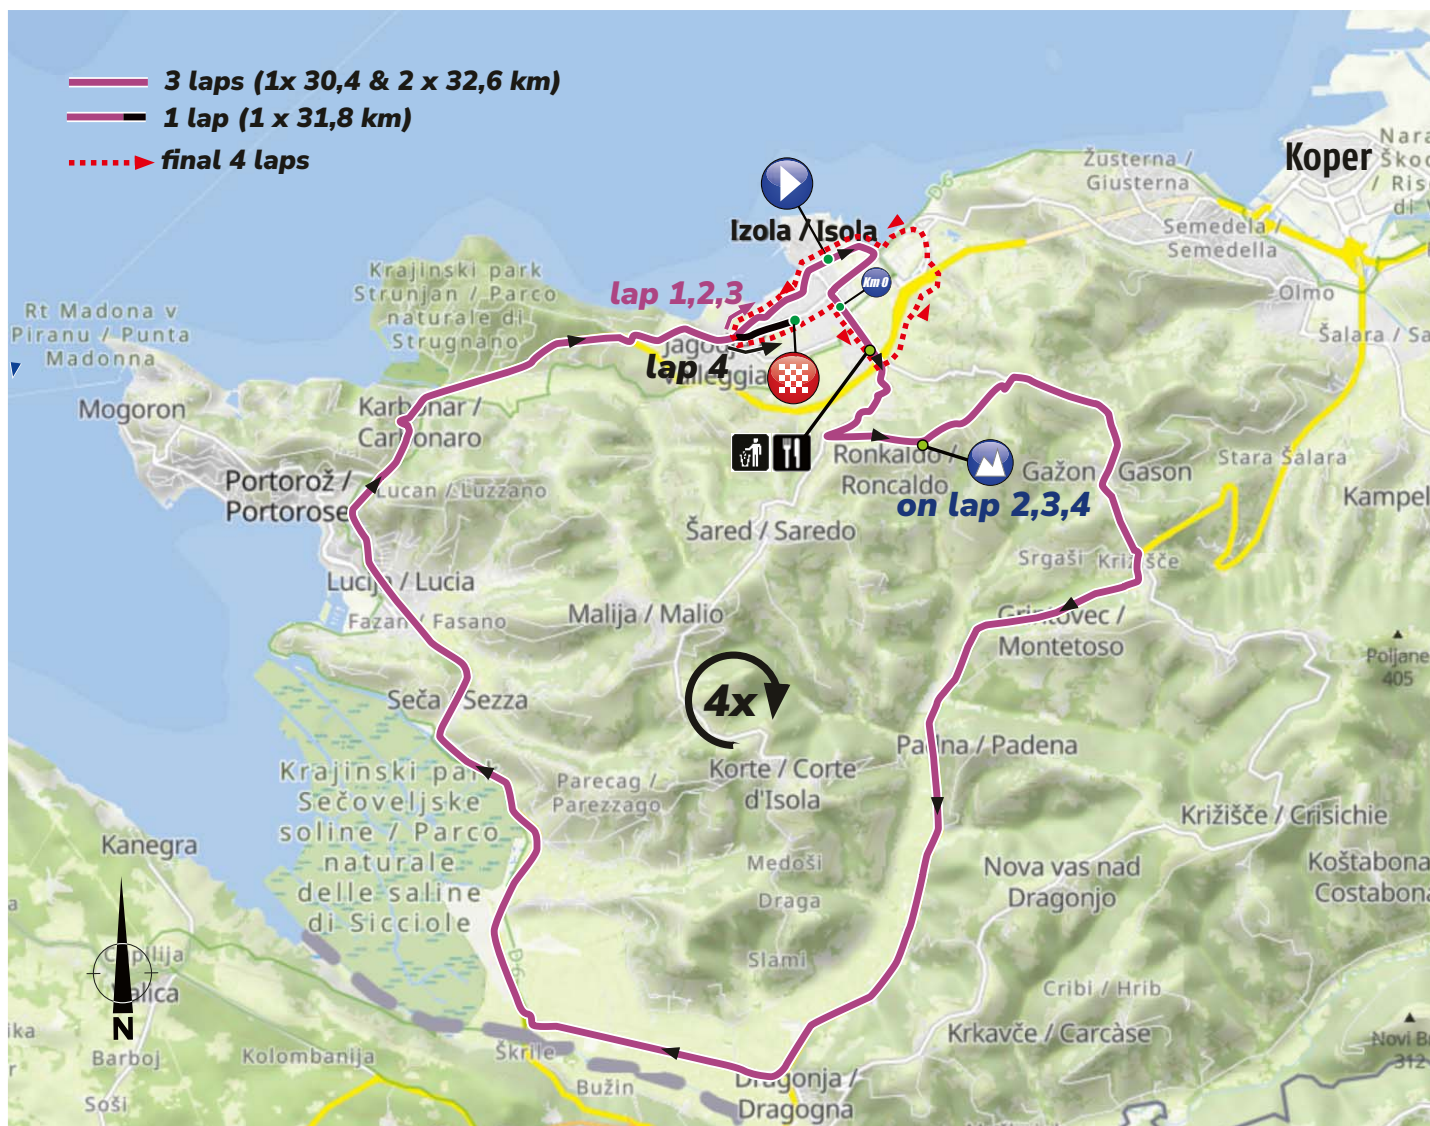 3 laps (1x 30,4 & 2 x 32,6 km)
1 lap (1 x 31,8 km)
final 4 laps
Koper
Žusterna /
Giusterna
D6
Semedela /
Semedella
Olmo
Izola / Isola
Km 0
lap 1,2,3
lap 4
Krajinski park
Strunjan / Parco
naturale di
Strugnano
Rt Madona v
Piranu / Punta
Madonna
Mogoron
Karbonar /
Carbonaro
Portorož /
Portorose
Lucan / Luzzano
Ronkaldo /
Roncaldo
Gažon / Gason
on lap 2,3,4
Stara Šalara
Šared / Saredo
Srgaši
Križišče
Lucija / Lucia
Fazan / Fasano
Malija / Malio
Grintovec /
Montetoso
Poljane
405
Seča / Sezza
4x
Padna / Padena
Korte / Corte
d'Isola
Parecag /
Parezzago
Krajinski park
Sečoveljske
soline / Parco
naturale
delle saline
di Sicciole
Križišče / Crisichie
Kanegra
Medoši
Draga
Nova vas nad
Dragonjo
Koštabona
Costabona
Slami
Cribi / Hrib
Krkavče / Carcàse
N
Barboj
Kolombanija
Škrile
Bužin
Dragonja /
Dragogna
Soši
312